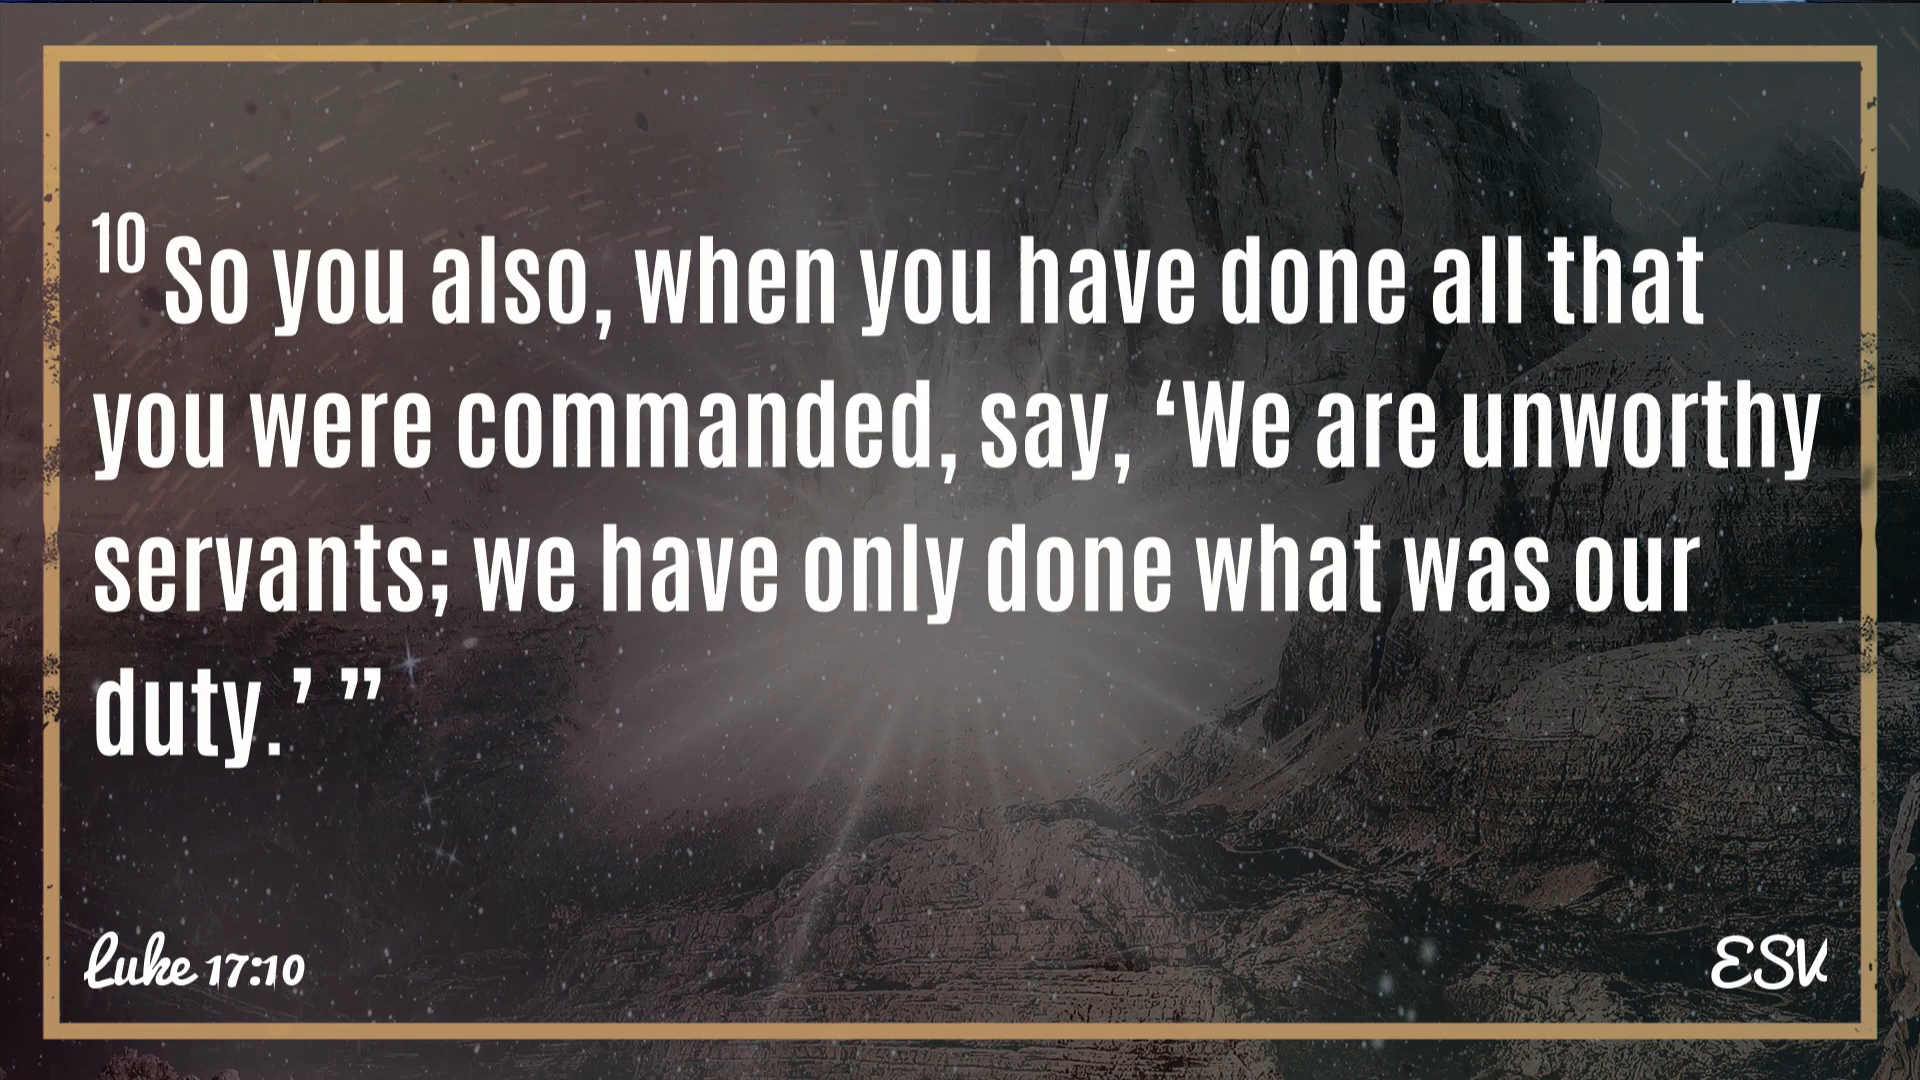 10 So you also, when you have done all that
you were commanded, say, ‘We are unworthy
servants; we have only done what was our
duty.’ ”
Luke 17:10
ESV